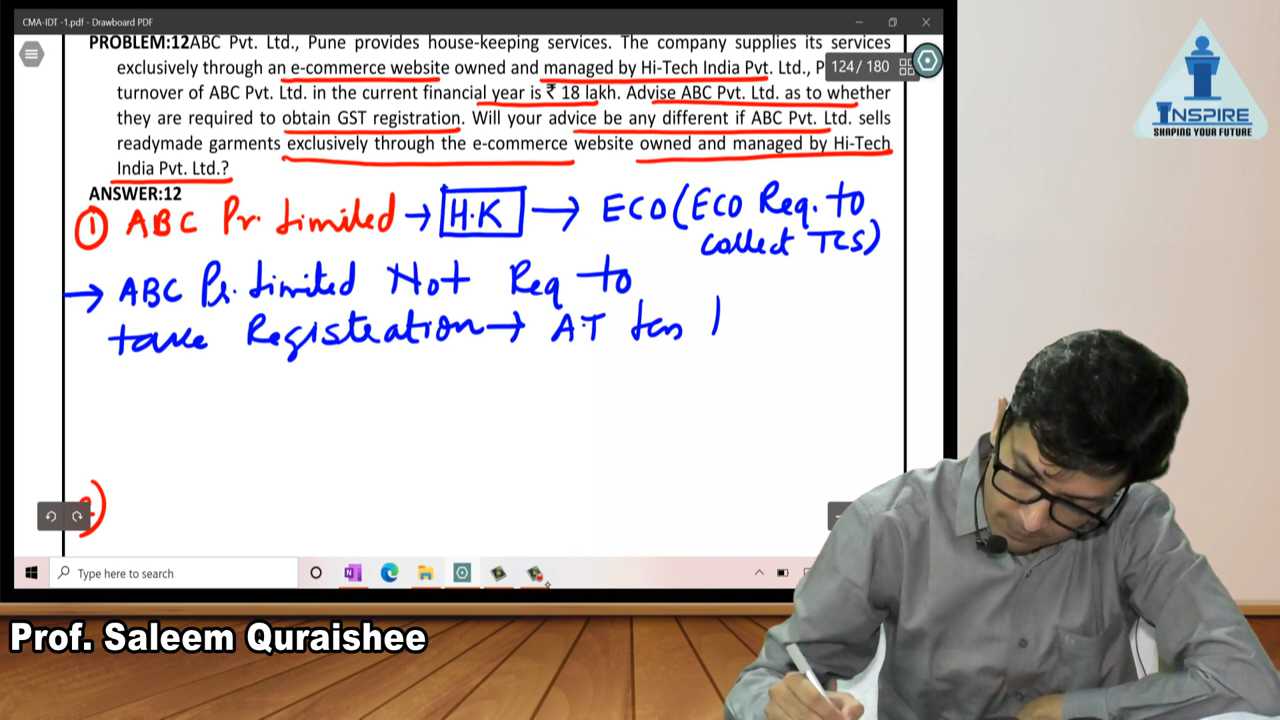 CMA-IDT -1.pdf - Drawboard PDF
PROBLEM:12ABC Pvt. Ltd., Pune provides house-keeping services. The company supplies its services
exclusively through an e-commerce website owned and managed by Hi-Tech India Pvt. Ltd., P
124/ 180
turnover of ABC Pvt. Ltd. in the current financial year is ₹ 18 lakh. Advise ABC Pvt. Ltd. as to whether
they are required to obtain GST registration. Will your advice be any different if ABC Pvt. Ltd. sells
readymade garments exclusively through the e-commerce website owned and managed by Hi-Tech
India Pvt. Ltd.?
INSPIRE
SHAPING YOUR FUTURE
ANSWER:12
① ABC Pr. Limited → H.K → ECO (ECO Req. to
collect TCS)
→ ABC Pr. Limited Not Req to
take Registration → A.T
Type here to search
Prof. Saleem Quraishee